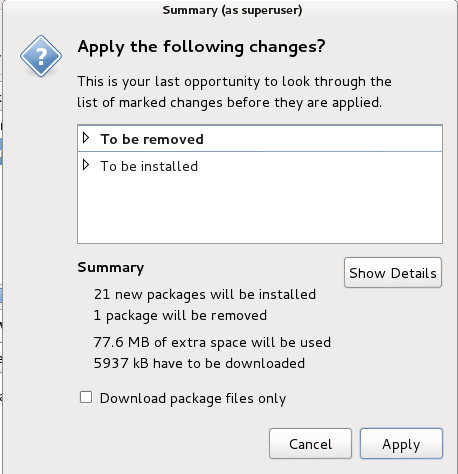 Summary (as superuser)
Apply the following changes?
This is your last opportunity to look through the
list of marked changes before they are applied.
To be removed
To be installed
Summary
Show Details
21 new packages will be installed
1 package will be removed
77.6 MB of extra space will be used
5937 kB have to be downloaded
Download package files only
Cancel
Apply